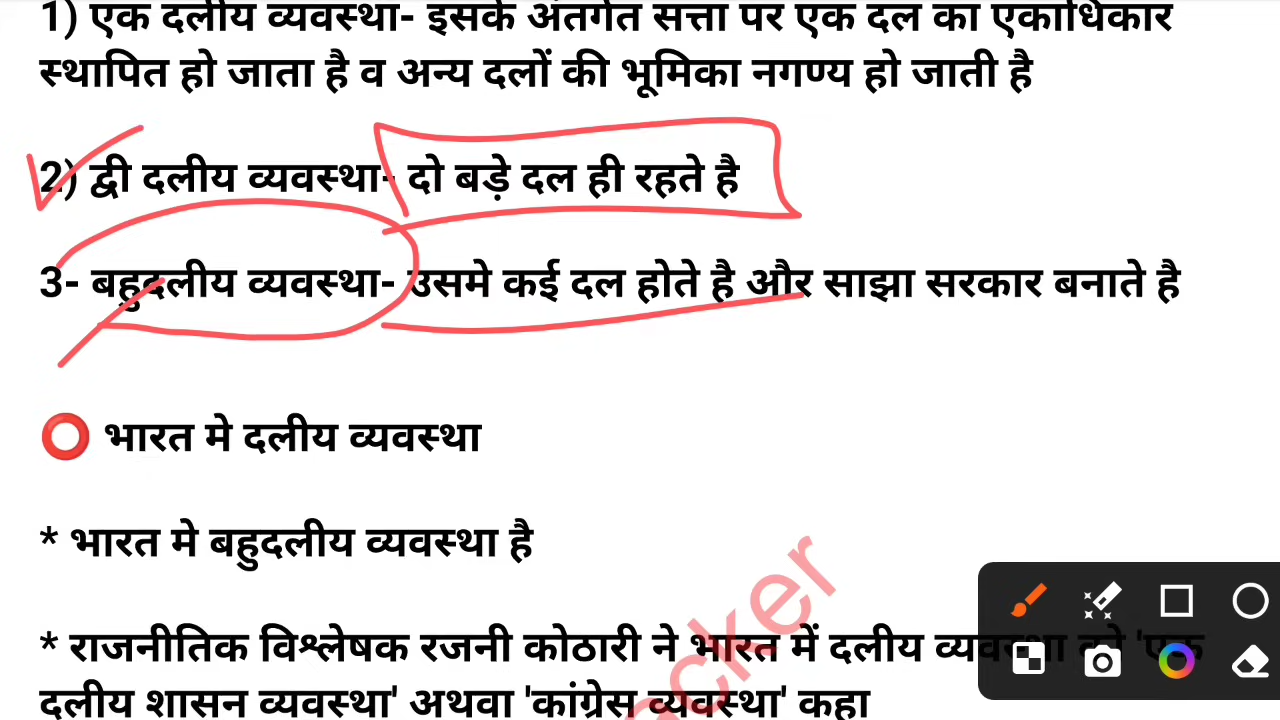 1) एक दलीय व्यवस्था- इसके अंतर्गत सत्ता पर एक दल का एकाधिकार
स्थापित हो जाता है व अन्य दलों की भूमिका नगण्य हो जाती है
2) द्वी दलीय व्यवस्था- दो बड़े दल ही रहते है
3- बहुदलीय व्यवस्था- उसमे कई दल होते है और साझा सरकार बनाते है
भारत मे दलीय व्यवस्था
* भारत मे बहुदलीय व्यवस्था है
* राजनीतिक विश्लेषक रजनी कोठारी ने भारत में दलीय व्यवस्था को 'एक
दलीय शासन व्यवस्था' अथवा 'कांग्रेस व्यवस्था' कहा